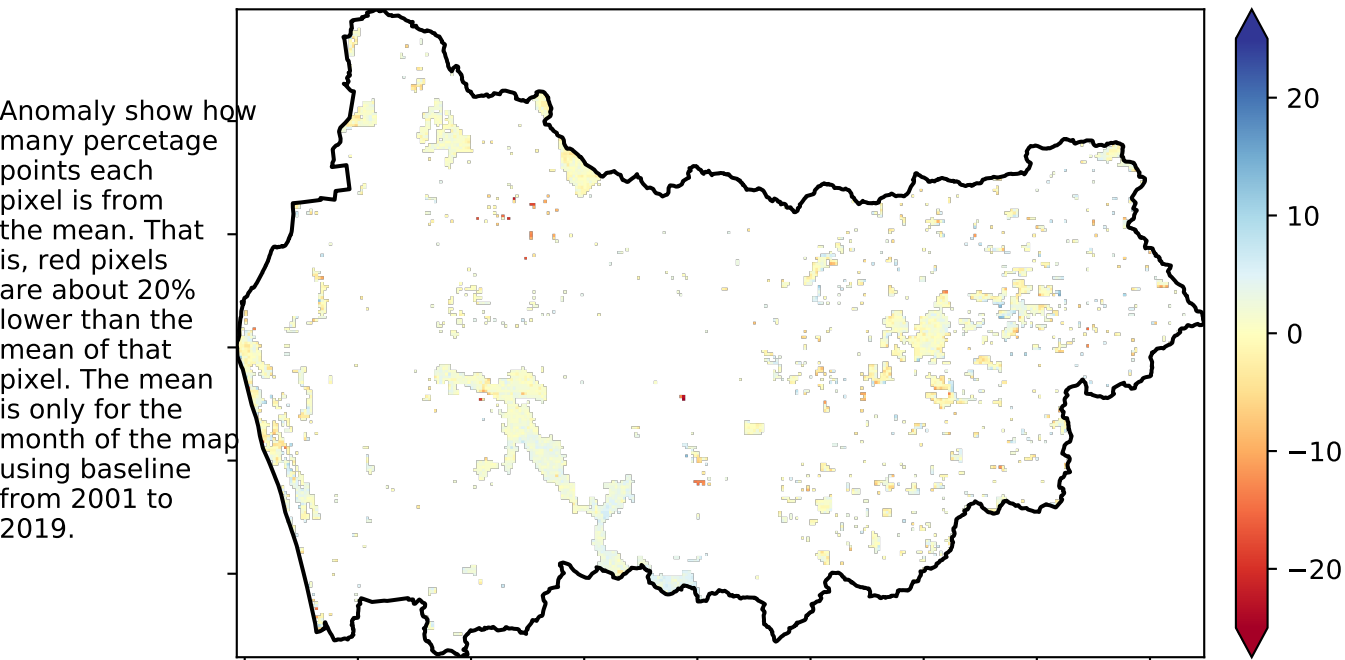 Anomaly show how
many percetage
points each
pixel is from
the mean. That
is, red pixels
are about 20%
lower than the
mean of that
pixel. The mean
is only for the
month of the map
using baseline
from 2001 to
2019.
20
10
0
−10
−20